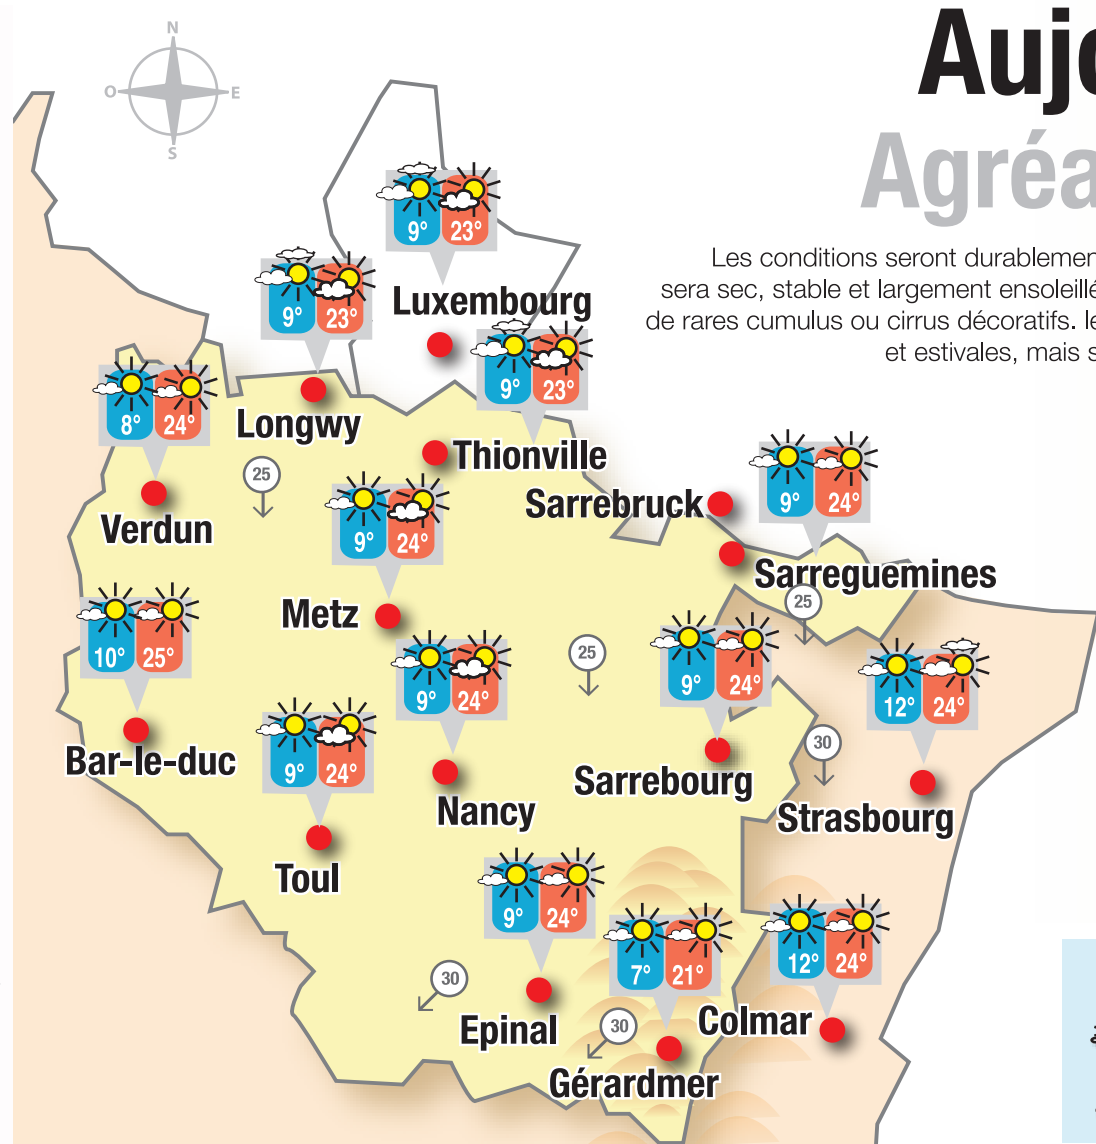 Aujo
Agréa
Les conditions seront durablemen
sera sec, stable et largement ensoleillé
de rares cumulus ou cirrus décoratifs. le
et estivales, mais s
N
O E
S
9° 23°
Luxembourg
9° 23°
Longwy
9° 23°
Thionville
8° 24°
Verdun
25
9° 24°
Metz
Sarrebruck
9° 24°
Sarreguemines
25
10° 25°
Bar-le-duc
9° 24°
Nancy
25
9° 24°
Sarrebourg
12° 24°
Strasbourg
30
9° 24°
Toul
9° 24°
Epinal
30
7° 21°
Gérardmer
30
12° 24°
Colmar